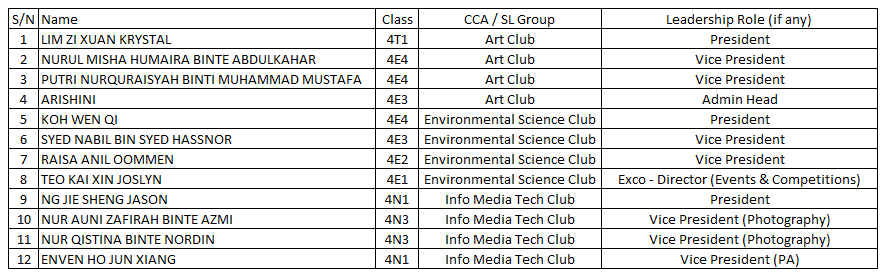 S/N Name Class CCA / SL Group Leadership Role (if any)
1 LIM ZI XUAN KRYSTAL 4T1 Art Club President
2 NURUL MISHA HUMAIRA BINTE ABDULKAHAR 4E4 Art Club Vice President
3 PUTRI NURQURAISYAH BINTI MUHAMMAD MUSTAFA 4E4 Art Club Vice President
4 ARISHINI 4E3 Art Club Admin Head
5 KOH WEN QI 4E4 Environmental Science Club President
6 SYED NABIL BIN SYED HASSNOR 4E3 Environmental Science Club Vice President
7 RAISA ANIL OOMMEN 4E2 Environmental Science Club Vice President
8 TEO KAI XIN JOSLYN 4E1 Environmental Science Club Exco - Director (Events & Competitions)
9 NG JIE SHENG JASON 4N1 Info Media Tech Club President
10 NUR AUNI ZAFIRAH BINTE AZMI 4N3 Info Media Tech Club Vice President (Photography)
11 NUR QISTINA BINTE NORDIN 4N3 Info Media Tech Club Vice President (Photography)
12 ENVEN HO JUN XIANG 4N1 Info Media Tech Club Vice President (PA)